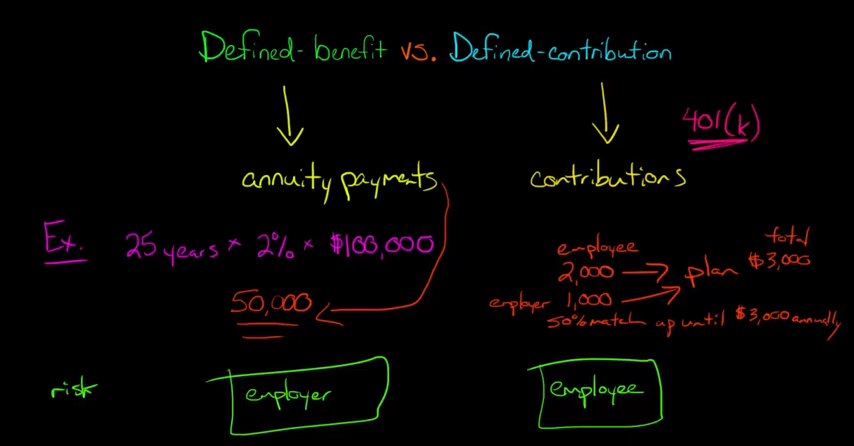 Defined-benefit vs. Defined-contribution
401(k)
annuity payments
contributions
Ex. 25 years × 2% × $100,000
50,000
employee
total
2,000
plan $3,000
employer 1,000
50% match up until $3,000 annually
risk
employer
employee